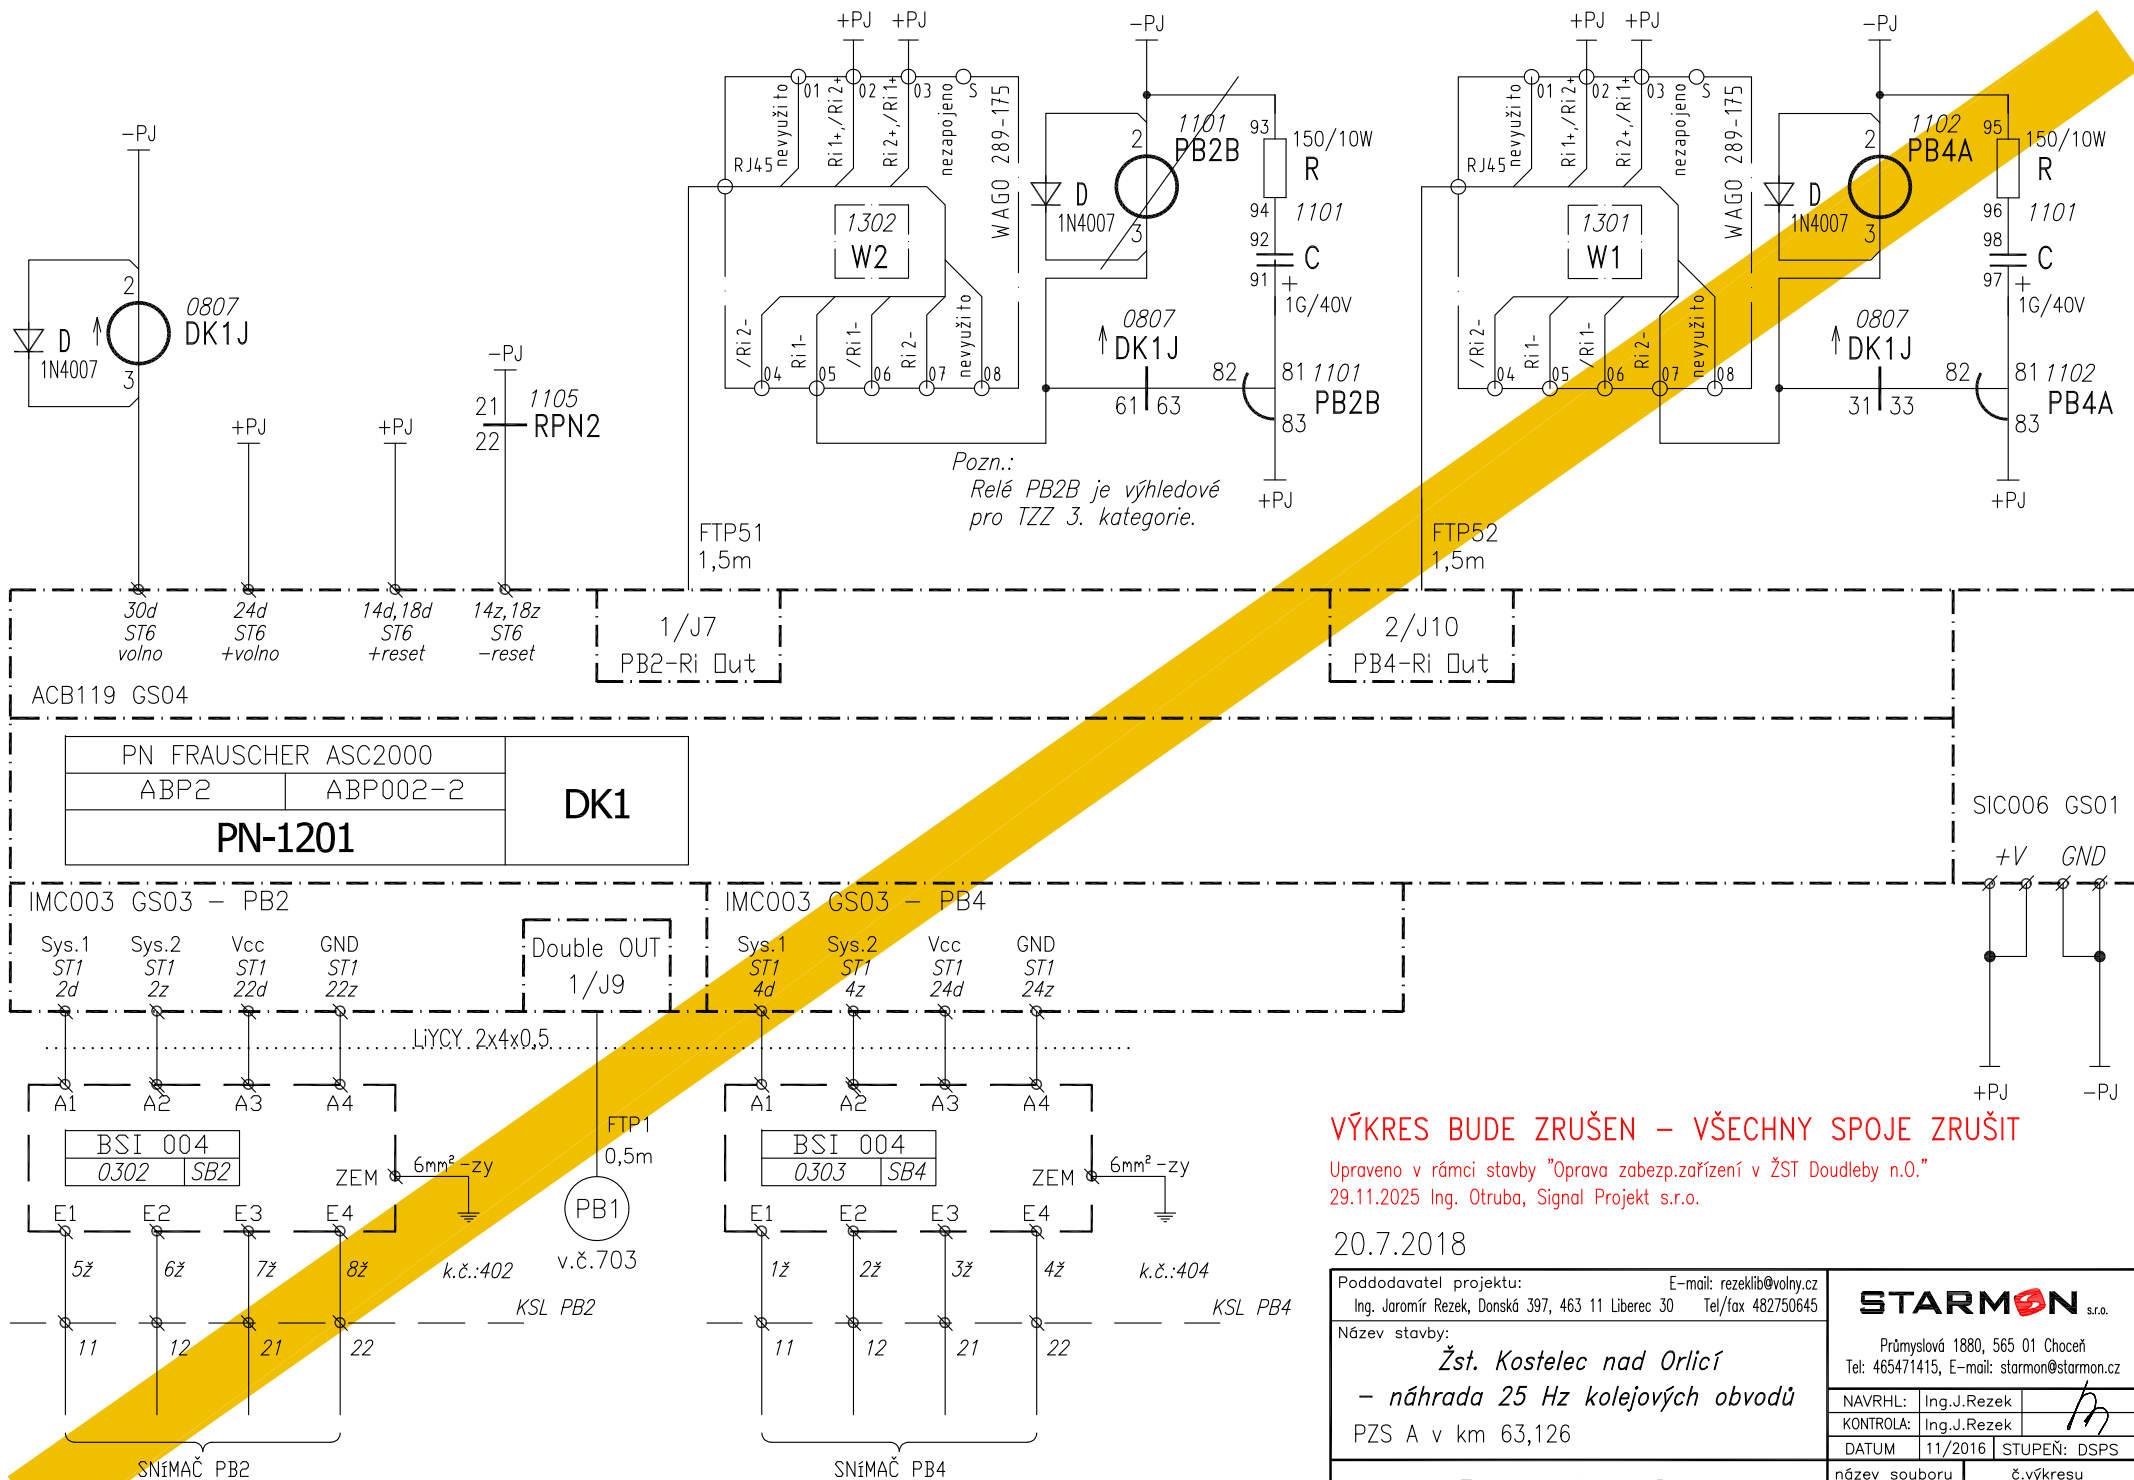 +PJ +PJ
-PJ
+PJ +PJ
-PJ
-PJ
01 02 03 S
nevyužito
Ri1+,/Ri2+
Ri2+,/Ri1+
nezapojeno
WAGO 289-175
RJ45
1302
W2
/Ri2-
Ri1-
/Ri1-
Ri2-
nevyužito
04 05 06 07 08
2
1101
PB2B
3
D
1N4007
93
150/10W
R
94
1101
92
C
91
+
1G/40V
0807
DK1J
61 63
82
81 1101
PB2B
83
+PJ
01 02 03 S
nevyužito
Ri1+,/Ri2+
Ri2+,/Ri1+
nezapojeno
WAGO 289-175
RJ45
1301
W1
/Ri2-
Ri1-
/Ri1-
Ri2-
nevyužito
04 05 06 07 08
2
1102
PB4A
3
D
1N4007
95
150/10W
R
96
1101
98
C
97
+
1G/40V
0807
DK1J
31 33
82
81 1102
PB4A
83
+PJ
2
0807
DK1J
D
1N4007
3
+PJ
+PJ
-PJ
21
1105
RPN2
22
Pozn.:
Relé PB2B je výhledové
pro TZZ 3. kategorie.
FTP51
1,5m
FTP52
1,5m
30d
ST6
volno
24d
ST6
+volno
14d,18d
ST6
+reset
14z,18z
ST6
-reset
1/J7
PB2-Ri Out
2/J10
PB4-Ri Out
ACB119 GS04
PN FRAUSCHER ASC2000
ABP2 ABP002-2
PN-1201
DK1
SIC006 GS01
+V GND
IMC003 GS03 – PB2
Sys.1
ST1
2d
Sys.2
ST1
2z
Vcc
ST1
22d
GND
ST1
22z
Double OUT
1/J9
IMC003 GS03 – PB4
Sys.1
ST1
4d
Sys.2
ST1
4z
Vcc
ST1
24d
GND
ST1
24z
LiYCY 2x4x0,5
+PJ -PJ
A1 A2 A3 A4
BSI 004
0302 SB2
ZEM
6mm²-zy
E1 E2 E3 E4
FTP1
0,5m
PB1
v.č.703
A1 A2 A3 A4
BSI 004
0303 SB4
ZEM
6mm²-zy
E1 E2 E3 E4
5ž 6ž 7ž 8ž
k.č.:402
KSL PB2
11 12 21 22
SNÍMAČ PB2
1ž 2ž 3ž 4ž
k.č.:404
KSL PB4
11 12 21 22
SNÍMAČ PB4
VÝKRES BUDE ZRUŠEN – VŠECHNY SPOJE ZRUŠIT
Upraveno v rámci stavby "Oprava zabezp.zařízení v ŽST Doudleby n.O."
29.11.2025 Ing. Otruba, Signal Projekt s.r.o.
20.7.2018
Poddodavatel projektu: E-mail: rezeklib@volny.cz
Ing. Jaromír Rezek, Donská 397, 463 11 Liberec 30 Tel/fax 482750645
Název stavby:
Žst. Kostelec nad Orlicí
– náhrada 25 Hz kolejových obvodů
PZS A v km 63,126
STARMON s.r.o.
Průmyslová 1880, 565 01 Choceň
Tel: 465471415, E-mail: starmon@starmon.cz
NAVRHL: Ing.J.Rezek
KONTROLA: Ing.J.Rezek
DATUM 11/2016 STUPEŇ: DSPS
název souboru č.výkresu